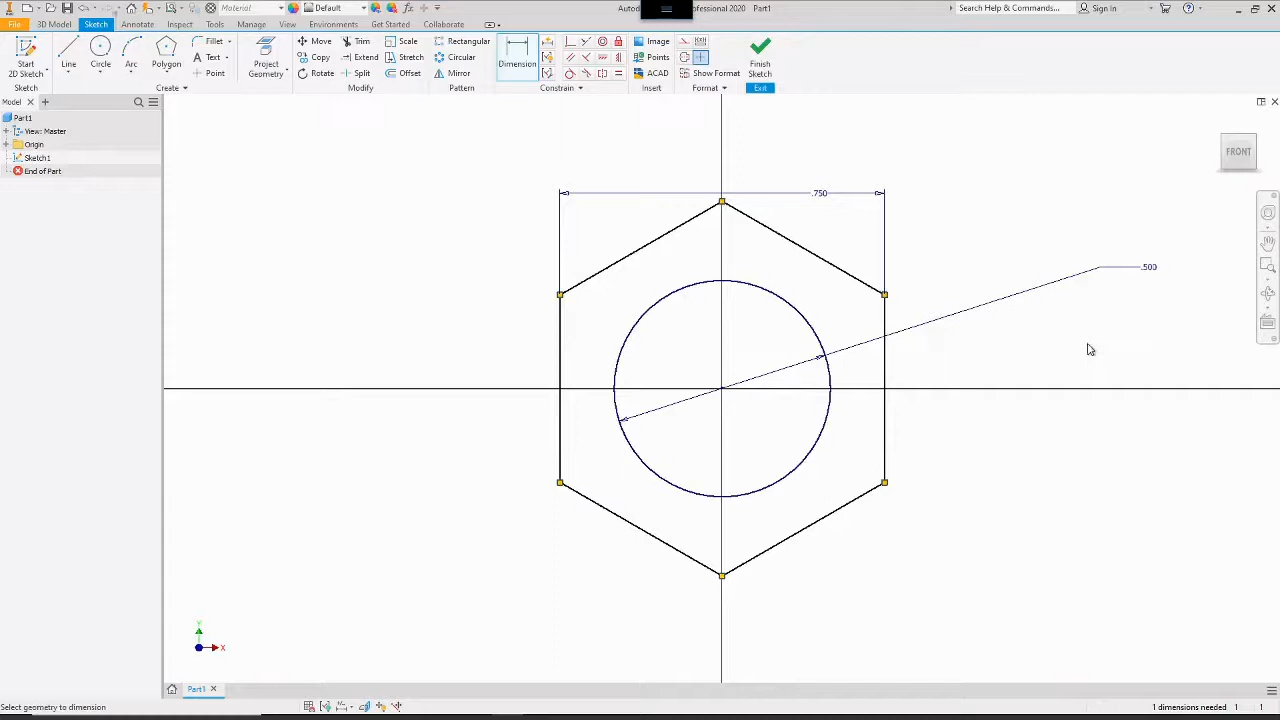 Autod
ofessional 2020 Part1
Material
Default
Search Help & Commands...
Sign In
File
3D Model
Sketch
Annotate
Inspect
Tools
Manage
View
Environments
Get Started
Collaborate
Start
2D Sketch
Line
Circle
Arc
Polygon
Fillet
Text
Point
Project
Geometry
Move
Copy
Rotate
Trim
Extend
Split
Scale
Stretch
Offset
Rectangular
Circular
Mirror
Dimension
Image
Points
ACAD
Show Format
Finish
Sketch
Sketch
Create
Modify
Pattern
Constrain
Insert
Format
Exit
Model
Part1
View: Master
Origin
Sketch1
End of Part
FRONT
.750
.500
Y
X
Part1
Select geometry to dimension
1 dimensions needed 1 1